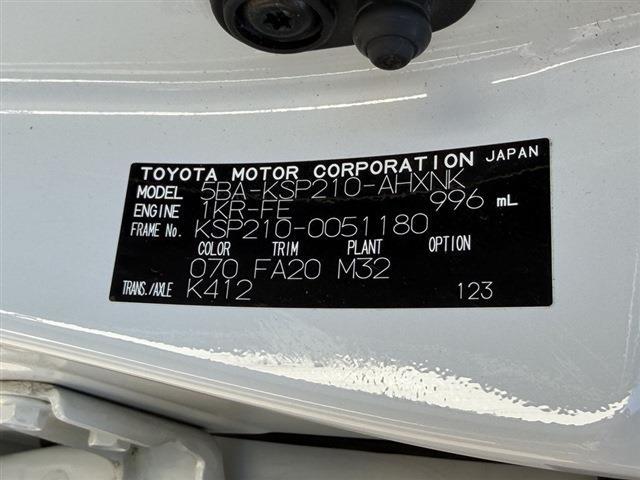 TOYOTA MOTOR CORPORATION JAPAN
MODEL 5BA-KSP210-AHXNK
ENGINE 1KR-FE 996 mL
FRAME No. KSP210-0051180
COLOR TRIM PLANT OPTION
070 FA20 M32
TRANS./AXLE K412 123